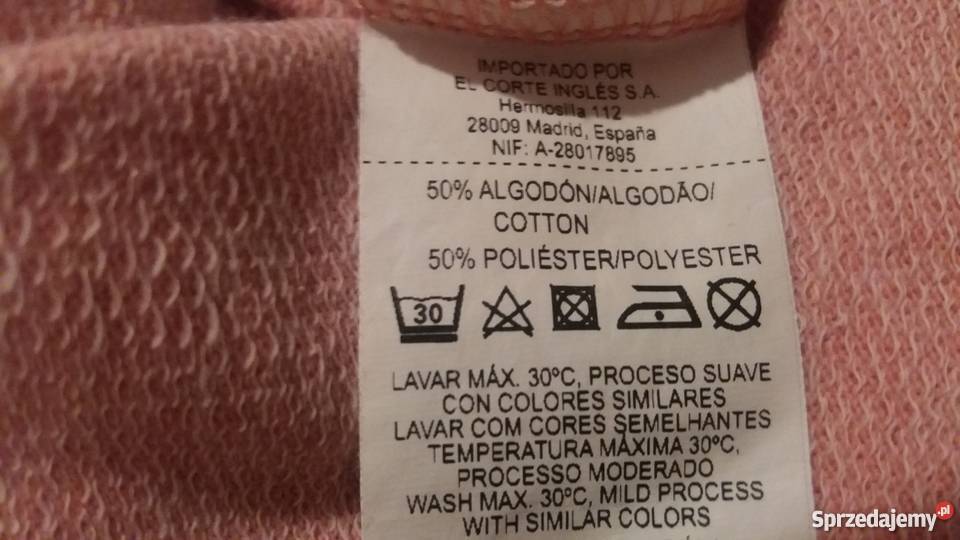 IMPORTADO POR
EL CORTE INGLÉS S.A.
Hermosilla 112
28009 Madrid, España
NIF: A-28017895
50% ALGODÓN/ALGODÃO/
COTTON
50% POLIÉSTER/POLYESTER
30
LAVAR MÁX. 30ºC, PROCESO SUAVE
CON COLORES SIMILARES
LAVAR COM CORES SEMELHANTES
TEMPERATURA MÁXIMA 30ºC,
PROCESSO MODERADO
WASH MAX. 30ºC, MILD PROCESS
WITH SIMILAR COLORS
Sprzedajemy.pl